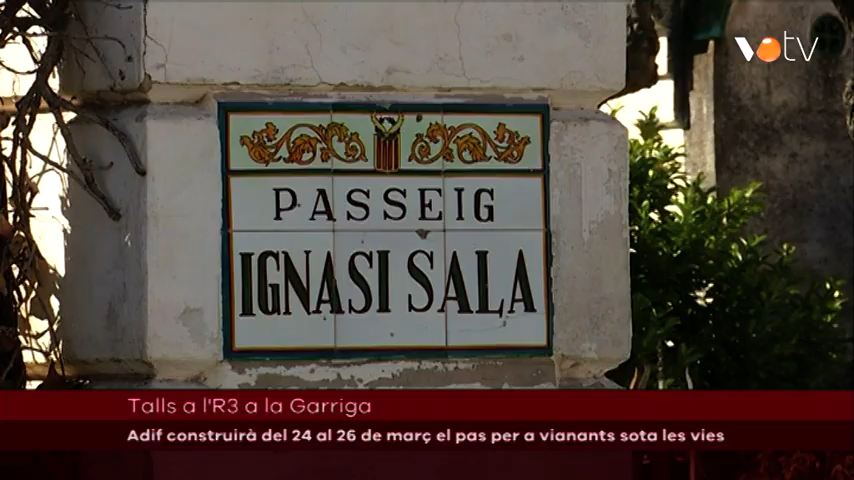 votv
PASSEIG
IGNASI SALA
Talls a l'R3 a la Garriga
Adif construirà del 24 al 26 de març el pas per a vianants sota les vies